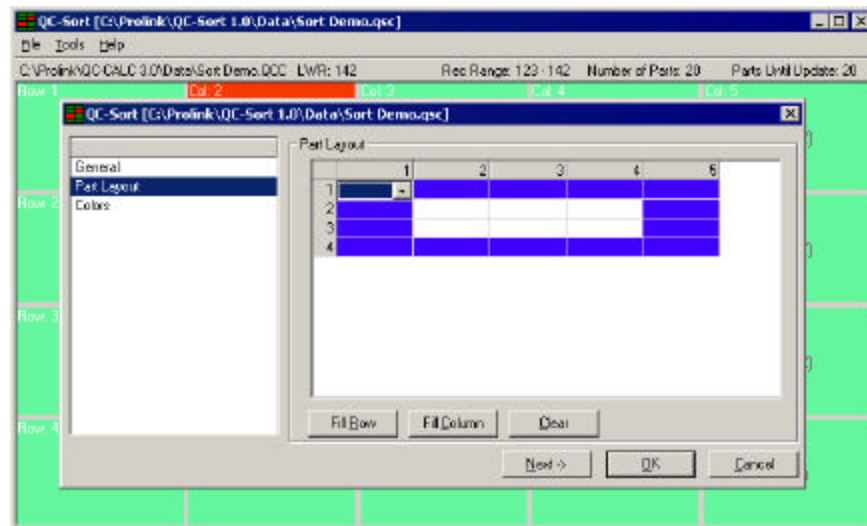 QC-Sort [C:\Prolink\QC-Sort 1.0\Data\Sort Demo.qsc]
File Tools Help
C:\Prolink\QC-CALC 3.0\Data\Sort Demo.QCC LWR: 142 Rec Range: 123 - 142 Number of Parts: 20 Parts Until Update: 20
Row: 1 Col: 2 Col: 3 Col: 4 Col: 5
QC-Sort [C:\Prolink\QC-Sort 1.0\Data\Sort Demo.qsc]
Part Layout
General
Part Layout
Colors
1 2 3 4 5
1
2
3
4
Row: 2
Row: 3
Row: 4
Fill Row Fill Column Clear
Next -> OK Cancel